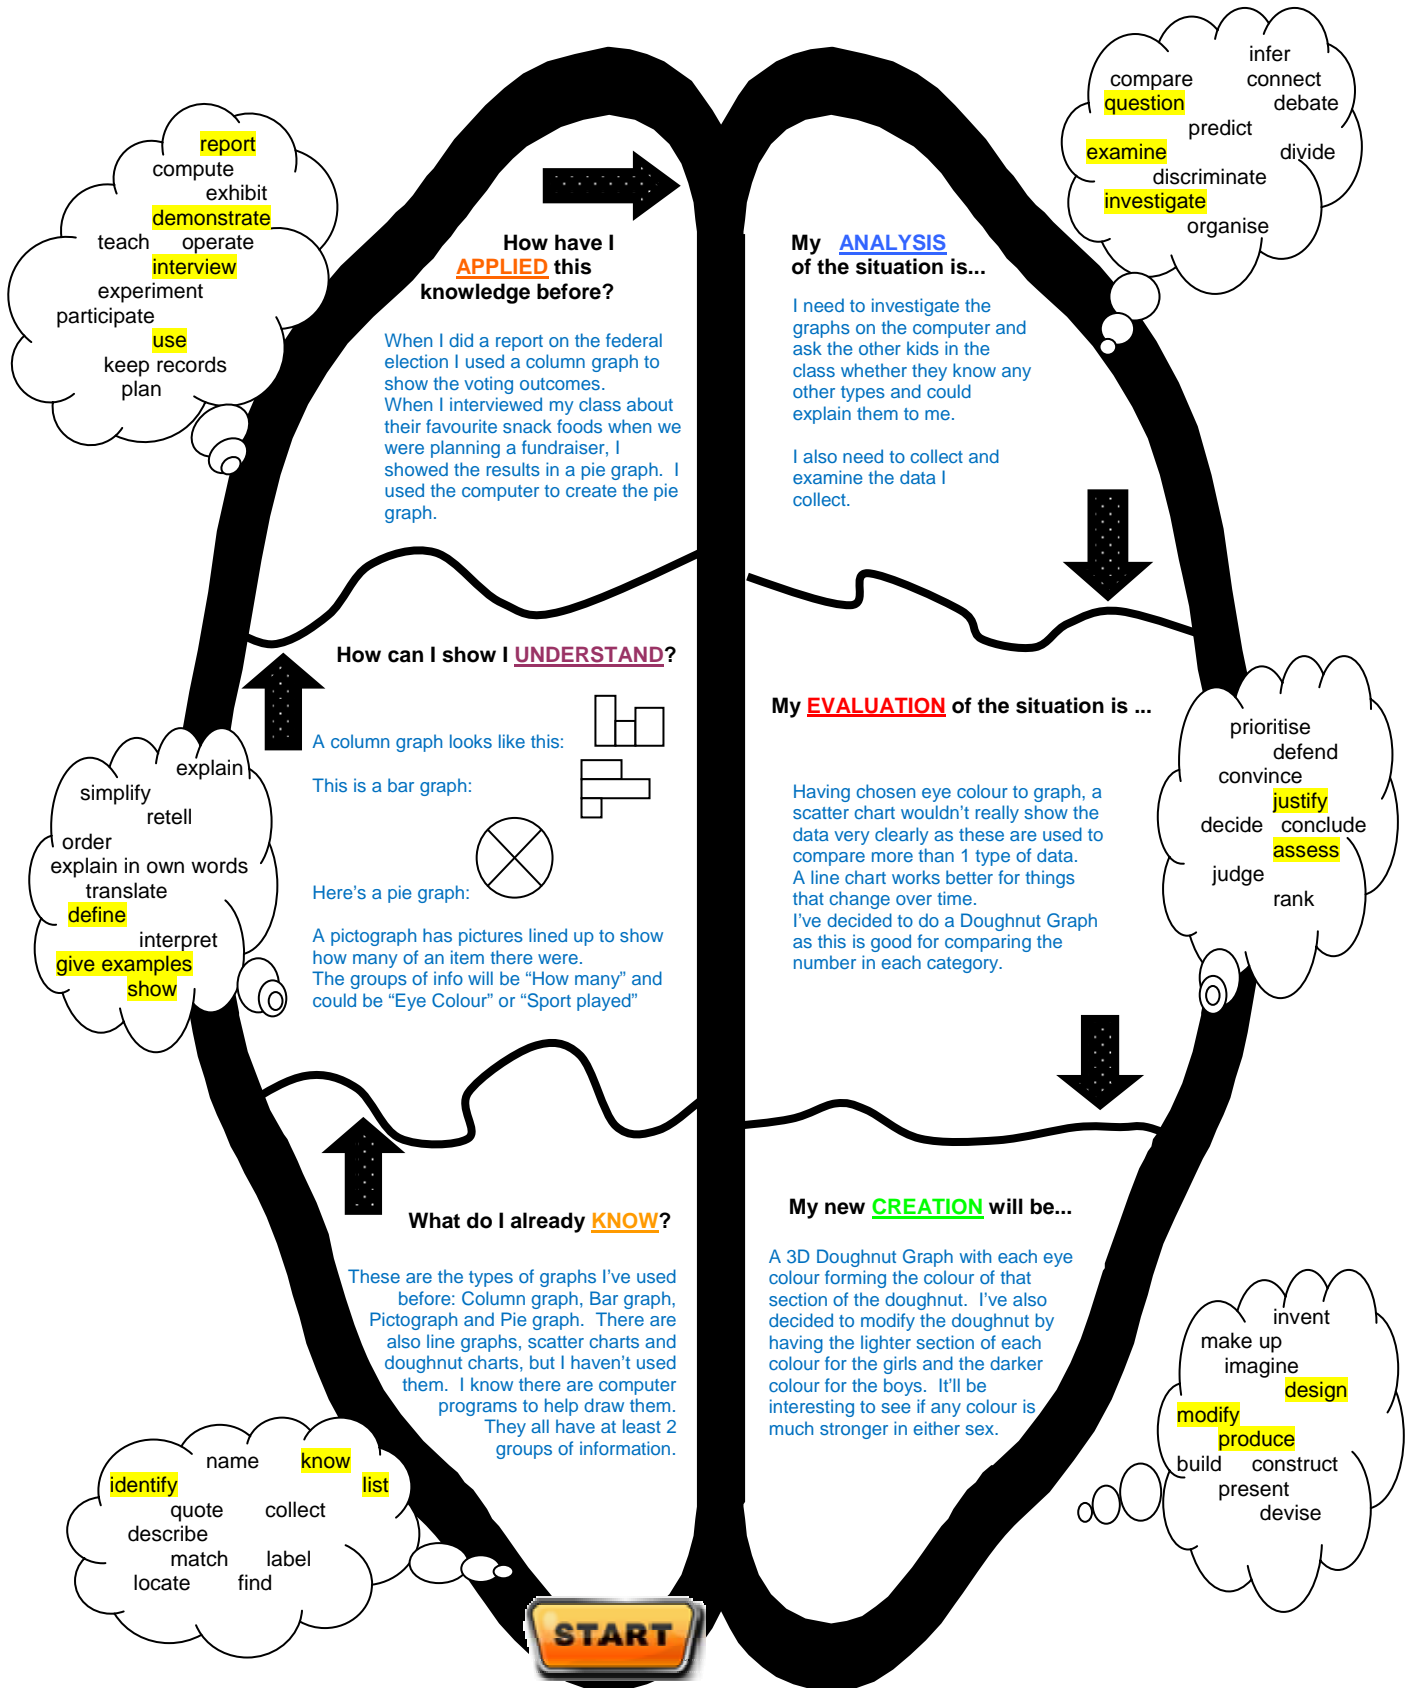 infer
compare connect
question debate
predict
examine divide
discriminate
investigate
organise
report
compute
exhibit
demonstrate
teach operate
interview
experiment
participate
use
keep records
plan
How have I
APPLIED this
knowledge before?
When I did a report on the federal
election I used a column graph to
show the voting outcomes.
When I interviewed my class about
their favourite snack foods when we
were planning a fundraiser, I
showed the results in a pie graph. I
used the computer to create the pie
graph.
My ANALYSIS
of the situation is...
I need to investigate the
graphs on the computer and
ask the other kids in the
class whether they know any
other types and could
explain them to me.
I also need to collect and
examine the data I
collect.
How can I show I UNDERSTAND?
A column graph looks like this:
This is a bar graph:
Here's a pie graph:
A pictograph has pictures lined up to show
how many of an item there were.
The groups of info will be “How many” and
could be “Eye Colour” or “Sport played”
explain
simplify
retell
order
explain in own words
translate
define
interpret
give examples
show
My EVALUATION of the situation is ...
Having chosen eye colour to graph, a
scatter chart wouldn't really show the
data very clearly as these are used to
compare more than 1 type of data.
A line chart works better for things
that change over time.
I've decided to do a Doughnut Graph
as this is good for comparing the
number in each category.
prioritise
defend
convince
justify
decide conclude
assess
judge
rank
What do I already KNOW?
These are the types of graphs I've used
before: Column graph, Bar graph,
Pictograph and Pie graph. There are
also line graphs, scatter charts and
doughnut charts, but I haven't used
them. I know there are computer
programs to help draw them.
They all have at least 2
groups of information.
My new CREATION will be...
A 3D Doughnut Graph with each eye
colour forming the colour of that
section of the doughnut. I've also
decided to modify the doughnut by
having the lighter section of each
colour for the girls and the darker
colour for the boys. It'll be
interesting to see if any colour is
much stronger in either sex.
name know
identify list
quote collect
describe
match label
locate find
invent
make up
imagine
design
modify
produce
build construct
present
devise
START